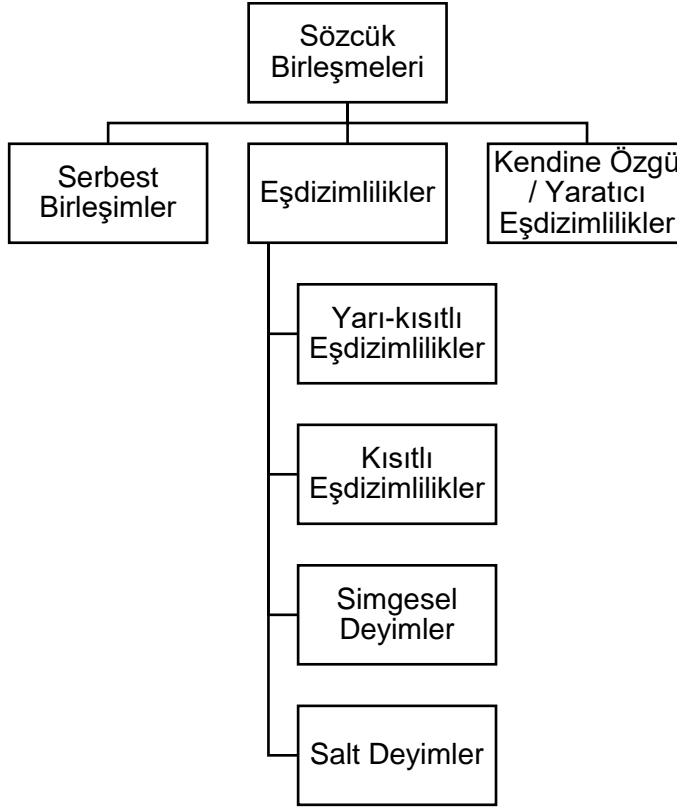 Sözcük
Birleşmeleri
Serbest
Birleşimler
Eşdizimlilikler
Kendine Özgü
/ Yaratıcı
Eşdizimlilikler
Yarı-kısıtlı
Eşdizimlilikler
Kısıtlı
Eşdizimlilikler
Simgesel
Deyimler
Salt Deyimler